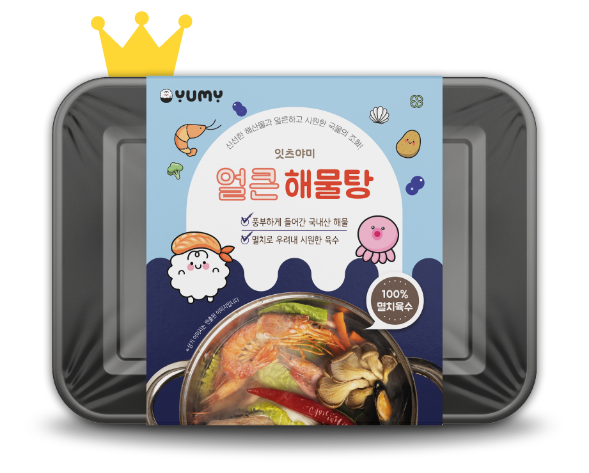 YUMY
신선한 해산물과 얼큰하고 시원한 국물의 조화!
잇츠야미
얼큰 해물탕
풍부하게 들어간 국내산 해물
멸치로 우려내 시원한 육수
100%
멸치육수